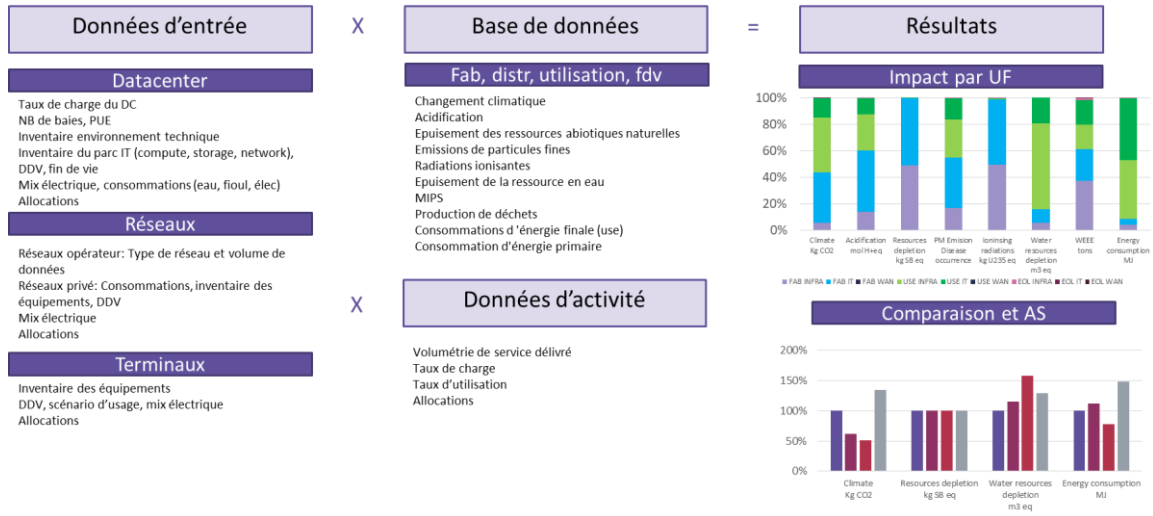 Données d'entrée
X
Base de données
=
Résultats
Datacenter
Taux de charge du DC
NB de baies, PUE
Inventaire environnement technique
Inventaire du parc IT (compute, storage, network),
DDV, fin de vie
Mix électrique, consommations (eau, fioul, élec)
Allocations
Réseaux
Réseaux opérateur: Type de réseau et volume de
données
Réseaux privé: Consommations, inventaire des
équipements, DDV
Mix électrique
Allocations
Terminaux
Inventaire des équipements
DDV, scénario d'usage, mix électrique
Allocations
Fab, distr, utilisation, fdv
Changement climatique
Acidification
Epuisement des ressources abiotiques naturelles
Emissions de particules fines
Radiations ionisantes
Epuisement de la ressource en eau
MIPS
Production de déchets
Consommations d 'énergie finale (use)
Consommation d'énergie primaire
X
Données d'activité
Volumétrie de service délivré
Taux de charge
Taux d'utilisation
Allocations
Impact par UF
100%
80%
60%
40%
20%
0%
Climate
Kg CO2
Acidification
mol H+eq
Resources
depletion
kg SB eq
PM Emision
Disease
occurrence
Ioninsing
radiations
kg U235 eq
Water
resources
depletion
m3 eq
WEEE
tons
Energy
consumption
MJ
FAB INFRA FAB IT FAB WAN USE INFRA USE IT USE WAN EOL INFRA EOL IT EOL WAN
Comparaison et AS
200%
150%
100%
50%
0%
Climate
Kg CO2
Resources depletion
kg SB eq
Water resources
depletion
m3 eq
Energy consumption
MJ